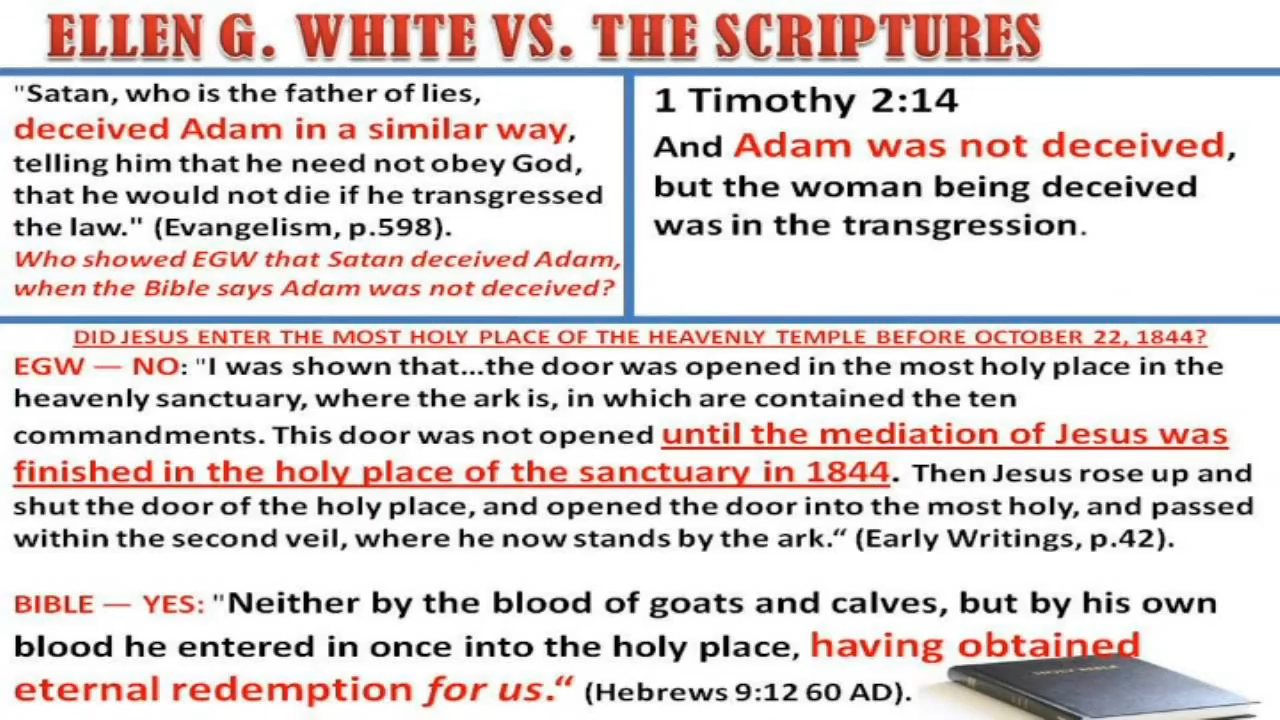 ELLEN G. WHITE VS. THE SCRIPTURES
"Satan, who is the father of lies,
deceived Adam in a similar way,
telling him that he need not obey God,
that he would not die if he transgressed
the law." (Evangelism, p.598).
Who showed EGW that Satan deceived Adam,
when the Bible says Adam was not deceived?
1 Timothy 2:14
And Adam was not deceived,
but the woman being deceived
was in the transgression.
DID JESUS ENTER THE MOST HOLY PLACE OF THE HEAVENLY TEMPLE BEFORE OCTOBER 22, 1844?
EGW — NO: "I was shown that...the door was opened in the most holy place in the
heavenly sanctuary, where the ark is, in which are contained the ten
commandments. This door was not opened until the mediation of Jesus was
finished in the holy place of the sanctuary in 1844. Then Jesus rose up and
shut the door of the holy place, and opened the door into the most holy, and passed
within the second veil, where he now stands by the ark.“ (Early Writings, p.42).
BIBLE — YES: "Neither by the blood of goats and calves, but by his own
blood he entered in once into the holy place, having obtained
eternal redemption for us.“ (Hebrews 9:12 60 AD).
HOLY BIBLE